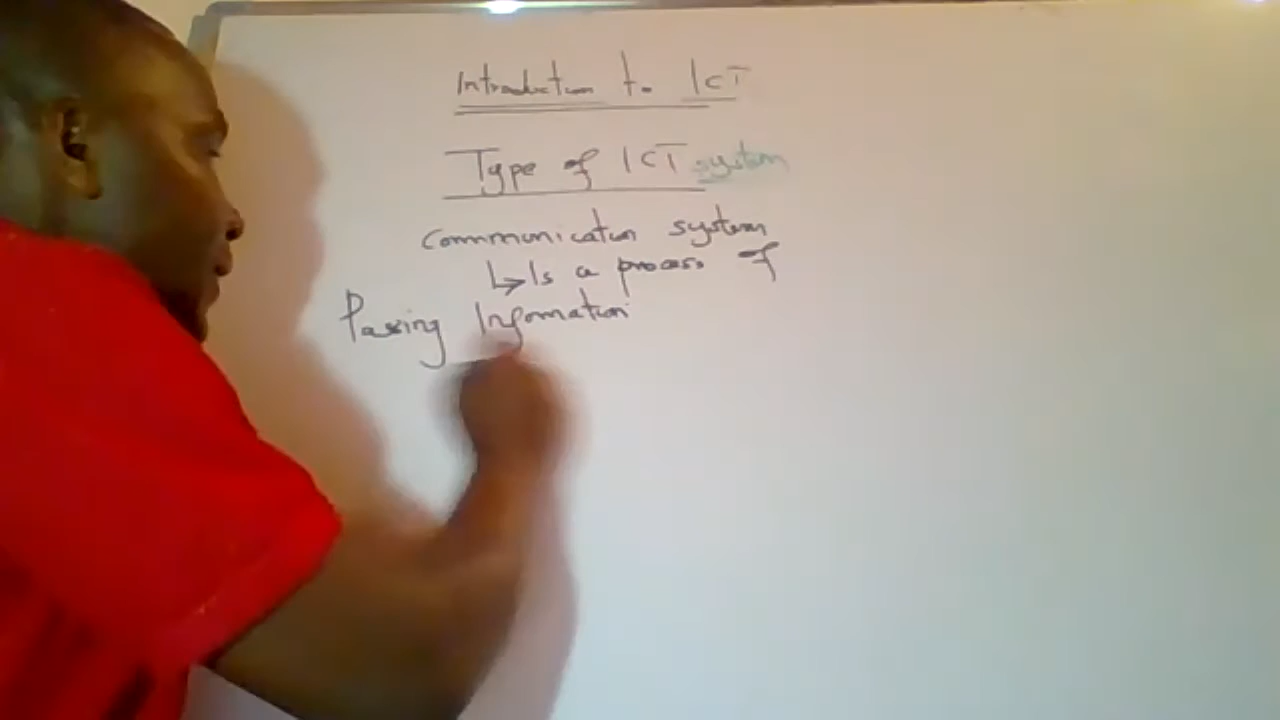 Introduction to ICT
Type of ICT system
Communication system
↳ Is a process of
Passing Information